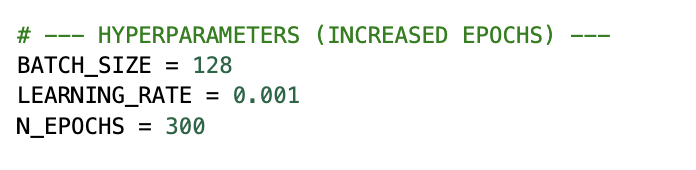 # --- HYPERPARAMETERS (INCREASED EPOCHS) ---
BATCH_SIZE = 128
LEARNING_RATE = 0.001
N_EPOCHS = 300